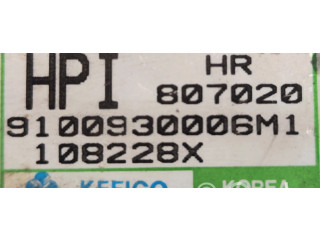 HPI HR
807020
9100930006M1
108228X
KEFICO KOREA